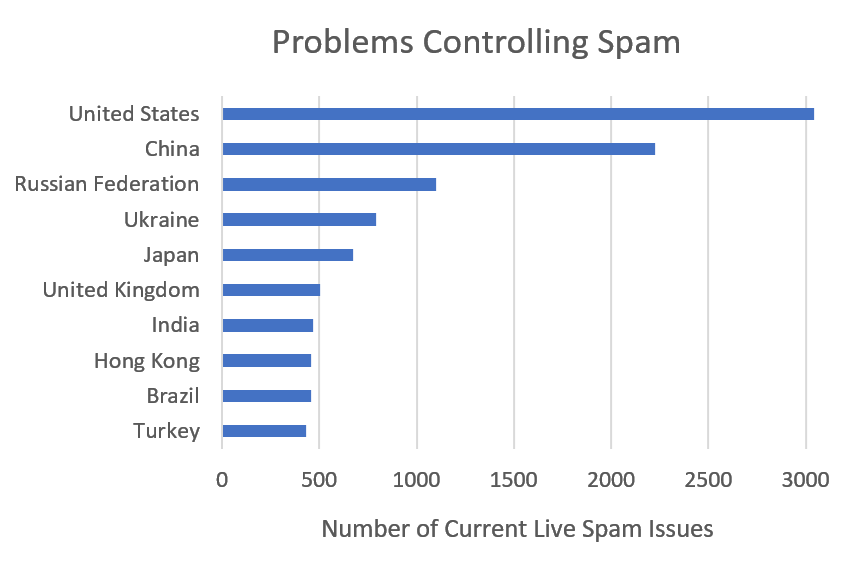 Problems Controlling Spam
United States
China
Russian Federation
Ukraine
Japan
United Kingdom
India
Hong Kong
Brazil
Turkey
0 500 1000 1500 2000 2500 3000
Number of Current Live Spam Issues